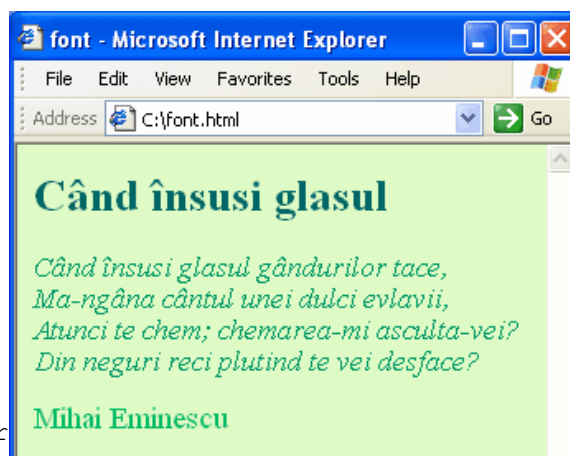 font - Microsoft Internet Explorer
File Edit View Favorites Tools Help
Address C:\font.html Go
Când însusi glasul
Când însusi glasul gândurilor tace,
Ma-ngâna cântul unei dulci evlavii,
Atunci te chem; chemarea-mi asculta-vei?
Din neguri reci plutind te vei desface?
Mihai Eminescu